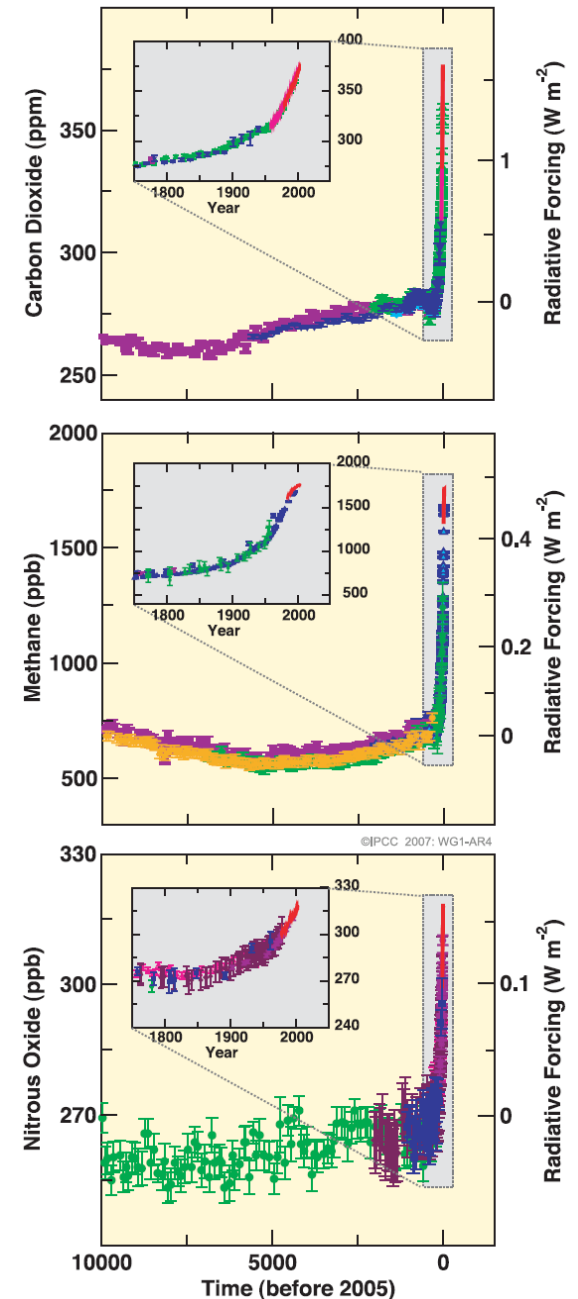 Carbon Dioxide (ppm)
350
300
250
400
350
300
1800 1900 2000
Year
1
0
Radiative Forcing (W m-2)
Methane (ppb)
2000
1500
1000
500
2000
1500
1000
500
1800 1900 2000
Year
0.4
0.2
0
Radiative Forcing (W m-2)
©IPCC 2007: WG1-AR4
Nitrous Oxide (ppb)
330
300
270
330
300
270
240
1800 1900 2000
Year
0.1
0
Radiative Forcing (W m-2)
10000 5000 0
Time (before 2005)